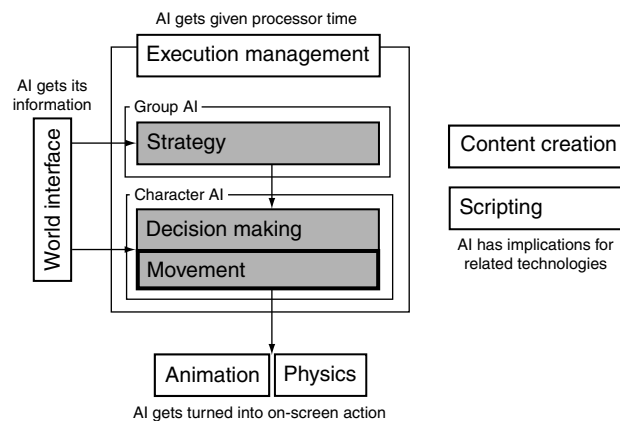 AI gets given processor time
Execution management
AI gets its
information
Group AI
Strategy
World interface
Character AI
Decision making
Movement
Content creation
Scripting
AI has implications for
related technologies
Animation
Physics
AI gets turned into on-screen action